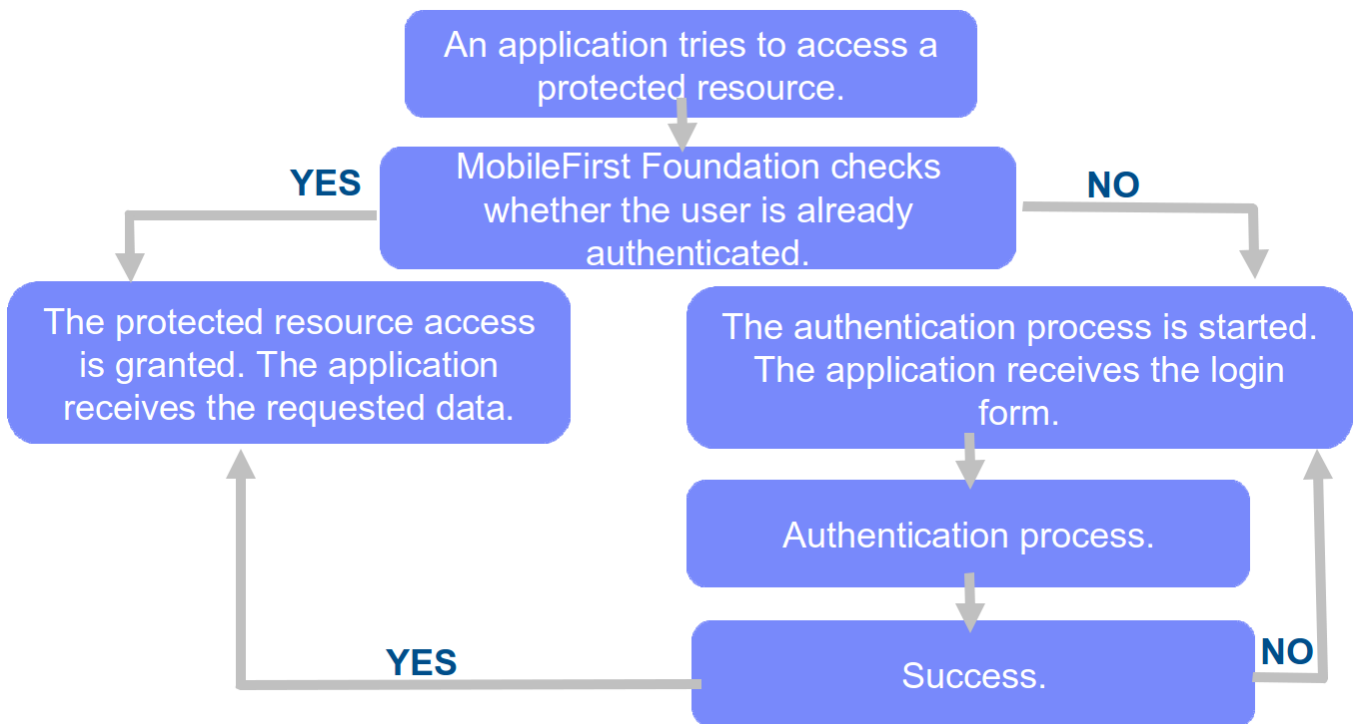 An application tries to access a
protected resource.
MobileFirst Foundation checks
whether the user is already
authenticated.
YES
NO
The protected resource access
is granted. The application
receives the requested data.
The authentication process is started.
The application receives the login
form.
Authentication process.
Success.
YES
NO